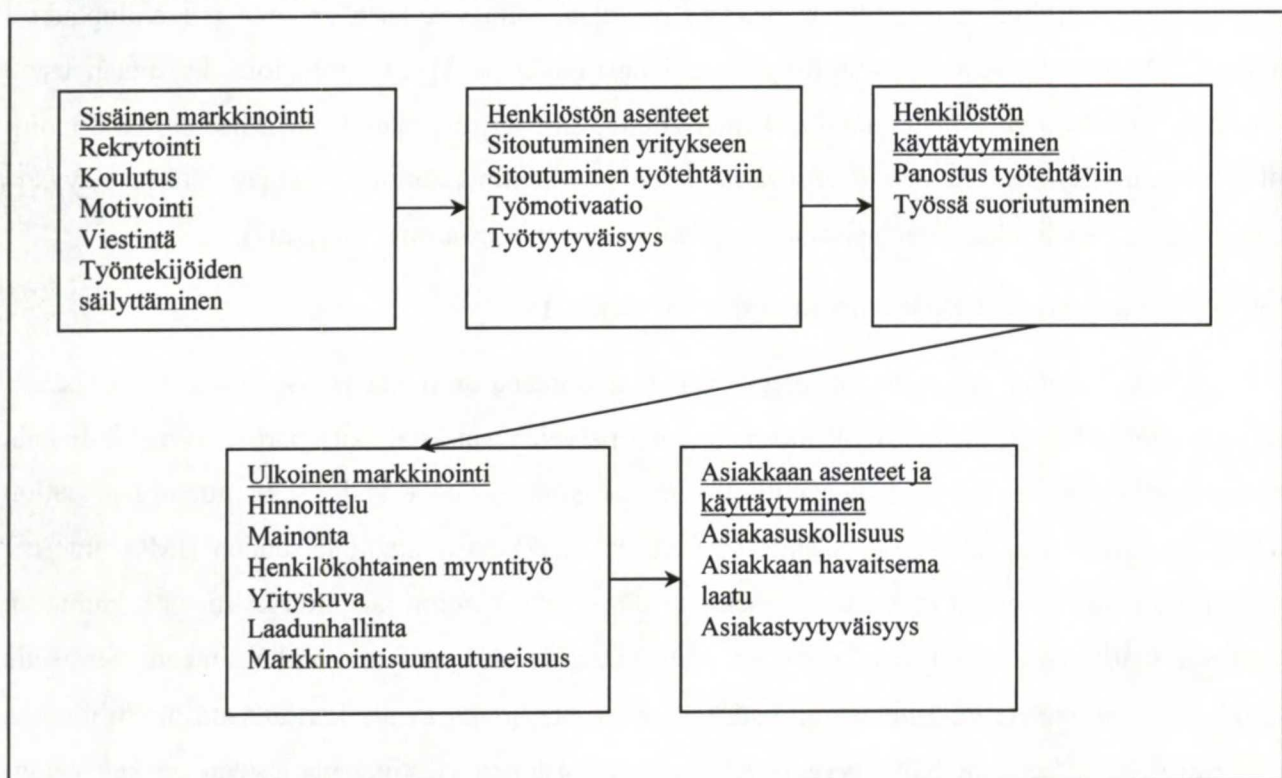 Sisäinen markkinointi
Rekrytointi
Koulutus
Motivointi
Viestintä
Työntekijöiden
säilyttäminen
Henkilöstön asenteet
Sitoutuminen yritykseen
Sitoutuminen työtehtäviin
Työmotivaatio
Työtyytyväisyys
Henkilöstön
käyttäytyminen
Panostus työtehtäviin
Työssä suoriutuminen
Ulkoinen markkinointi
Hinnoittelu
Mainonta
Henkilökohtainen myyntityö
Yrityskuva
Laadunhallinta
Markkinointisuuntautuneisuus
Asiakkaan asenteet ja
käyttäytyminen
Asiakasuskollisuus
Asiakkaan havaitsema
laatu
Asiakastyytyväisyys